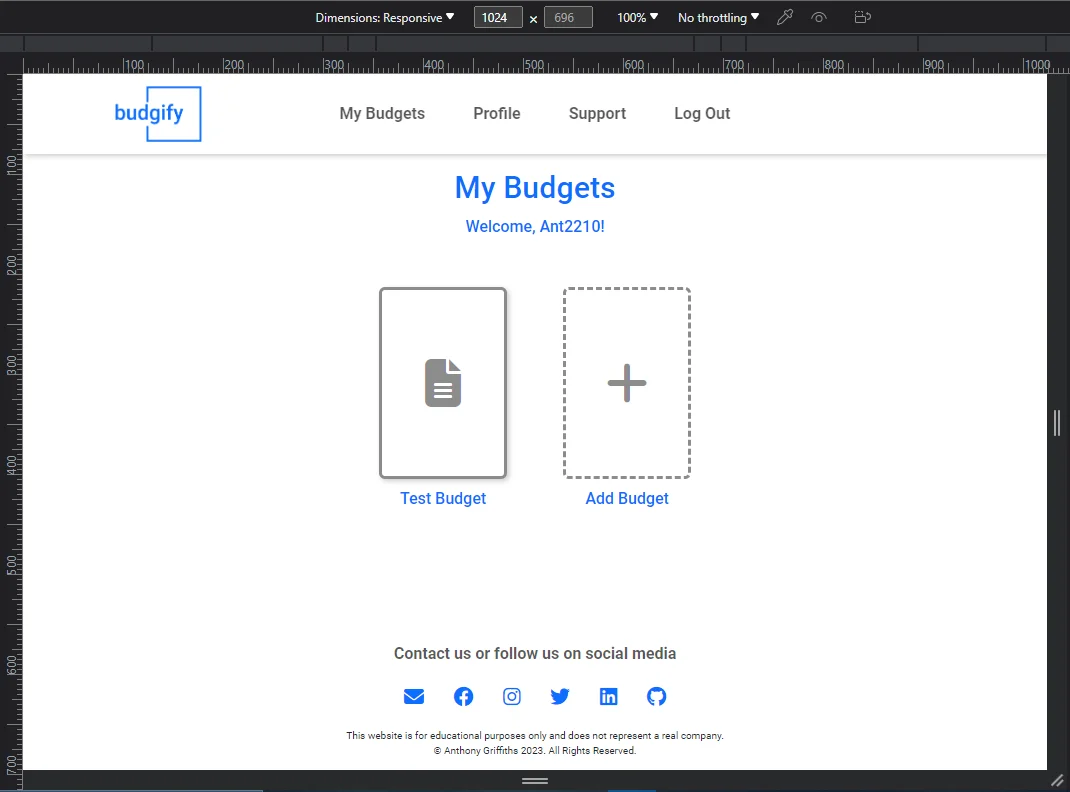 Dimensions: Responsive 1024 × 696 100% No throttling
100 200 300 400 500 600 700 800 900 1000
budgify My Budgets Profile Support Log Out
100
My Budgets
Welcome, Ant2210!
200
300
400
Test Budget Add Budget
500
600
Contact us or follow us on social media
This website is for educational purposes only and does not represent a real company.
© Anthony Griffiths 2023. All Rights Reserved.
700